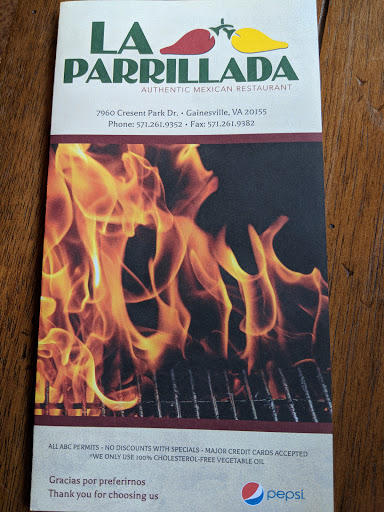 LA
PARRILLADA
AUTHENTIC MEXICAN RESTAURANT
7960 Cresent Park Dr. • Gainesville, VA 20155
Phone: 571.261.9352 • Fax: 571.261.9382
ALL ABC PERMITS - NO DISCOUNTS WITH SPECIALS - MAJOR CREDIT CARDS ACCEPTED
*WE ONLY USE 100% CHOLESTEROL-FREE VEGETABLE OIL
Gracias por preferirnos
Thank you for choosing us
pepsi